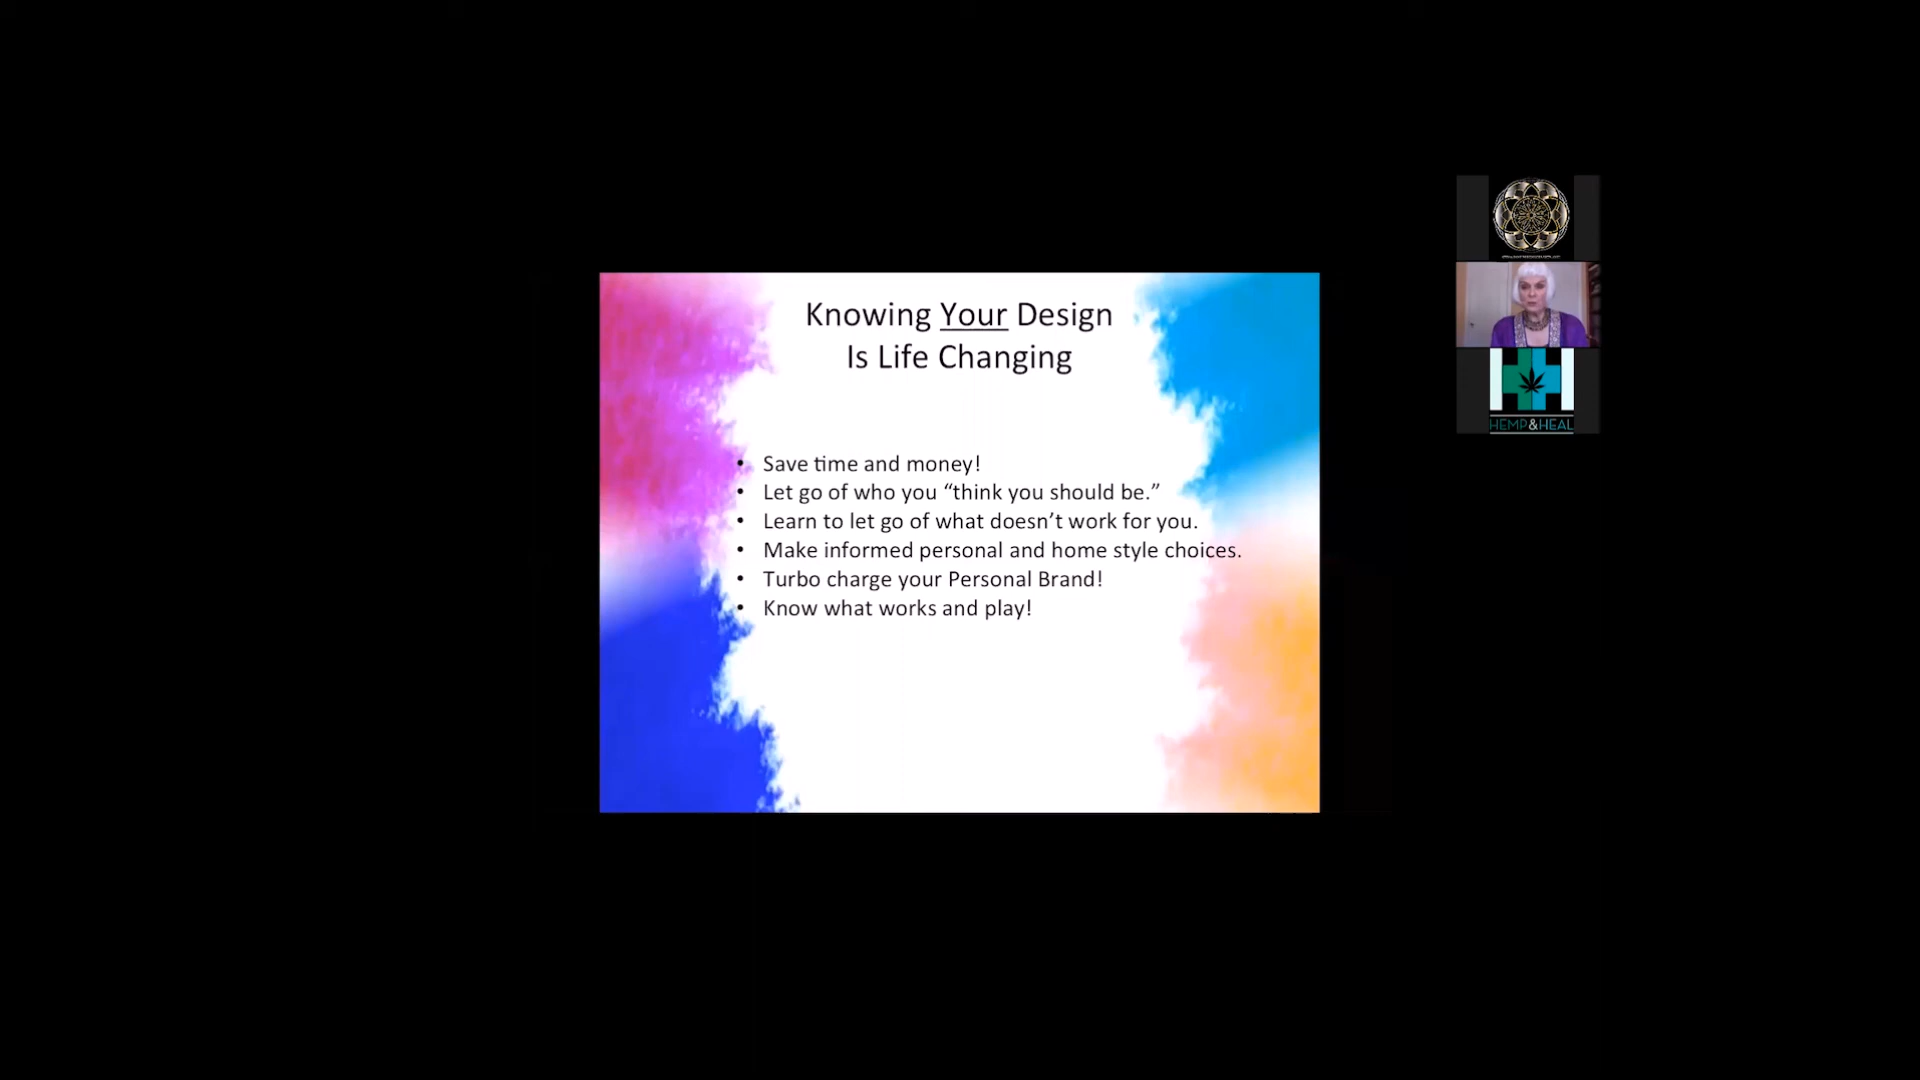 Knowing Your Design
Is Life Changing
• Save time and money!
• Let go of who you “think you should be.”
• Learn to let go of what doesn’t work for you.
• Make informed personal and home style choices.
• Turbo charge your Personal Brand!
• Know what works and play!
HEMP&HEAL